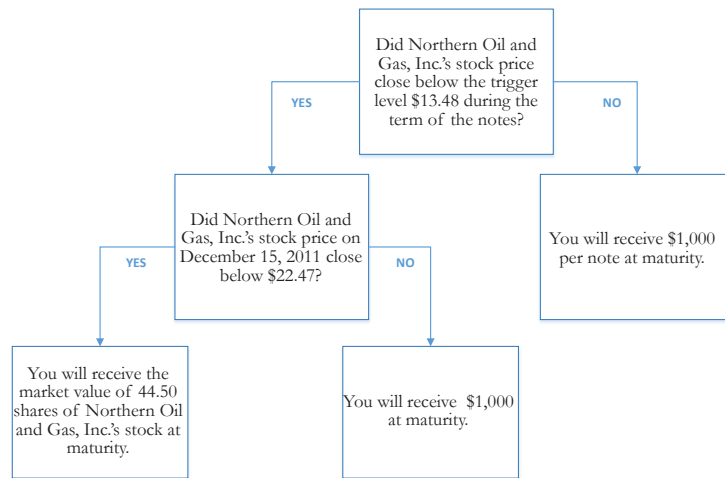 Did Northern Oil and
Gas, Inc.'s stock price
close below the trigger
level $13.48 during the
term of the notes?
YES
NO
Did Northern Oil and
Gas, Inc.'s stock price on
December 15, 2011 close
below $22.47?
You will receive $1,000
per note at maturity.
YES
NO
You will receive the
market value of 44.50
shares of Northern Oil
and Gas, Inc.'s stock at
maturity.
You will receive $1,000
at maturity.